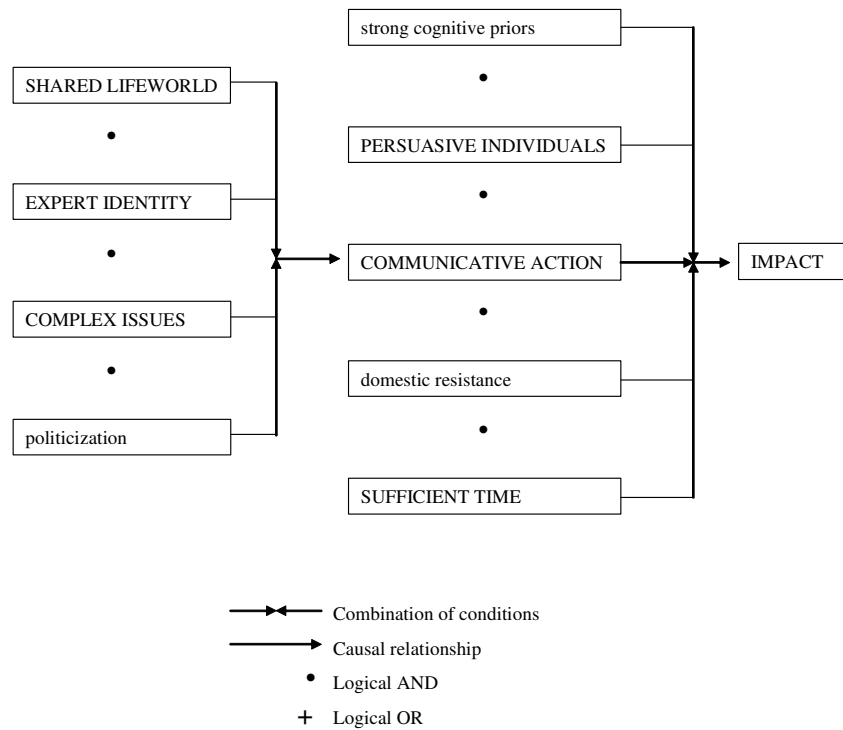 SHARED LIFEWORLD
EXPERT IDENTITY
COMPLEX ISSUES
politicization
strong cognitive priors
PERSUASIVE INDIVIDUALS
COMMUNICATIVE ACTION
domestic resistance
SUFFICIENT TIME
IMPACT
Combination of conditions
Causal relationship
• Logical AND
+ Logical OR